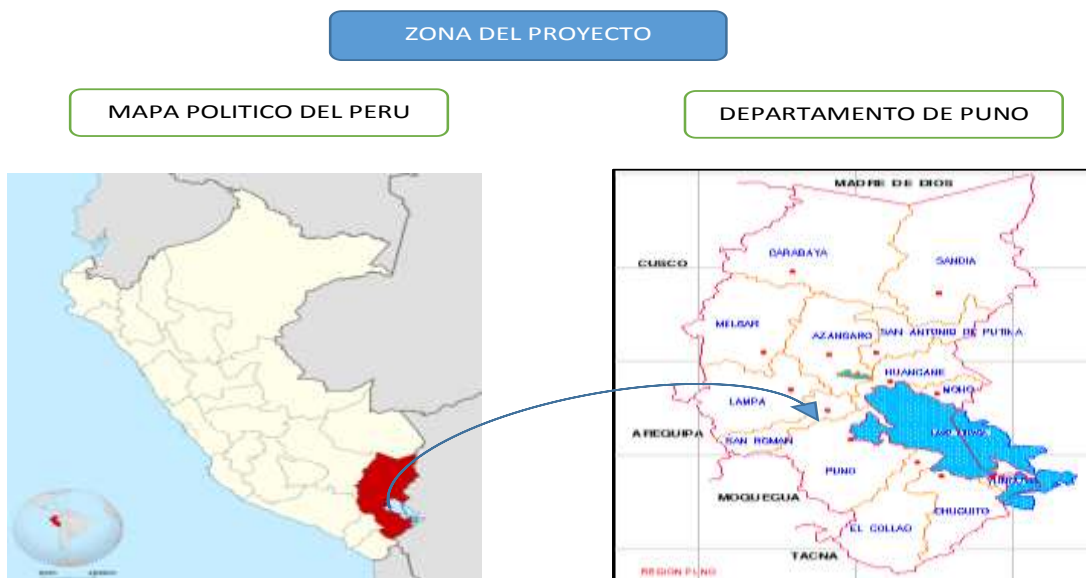 ZONA DEL PROYECTO
MAPA POLITICO DEL PERU
DEPARTAMENTO DE PUNO
MADRE DE DIOS
CUSCO
CARABAYA
SANDIA
MELGAR
AZANGARO
SAN ANTONIO DE PUTINA
HUANCANE
MOHO
LAMPA
AREQUIPA
SAN ROMAN
PUNO
MOQUEGUA
CHUCUITO
EL COLLAO
TACNA
REGION PUNO